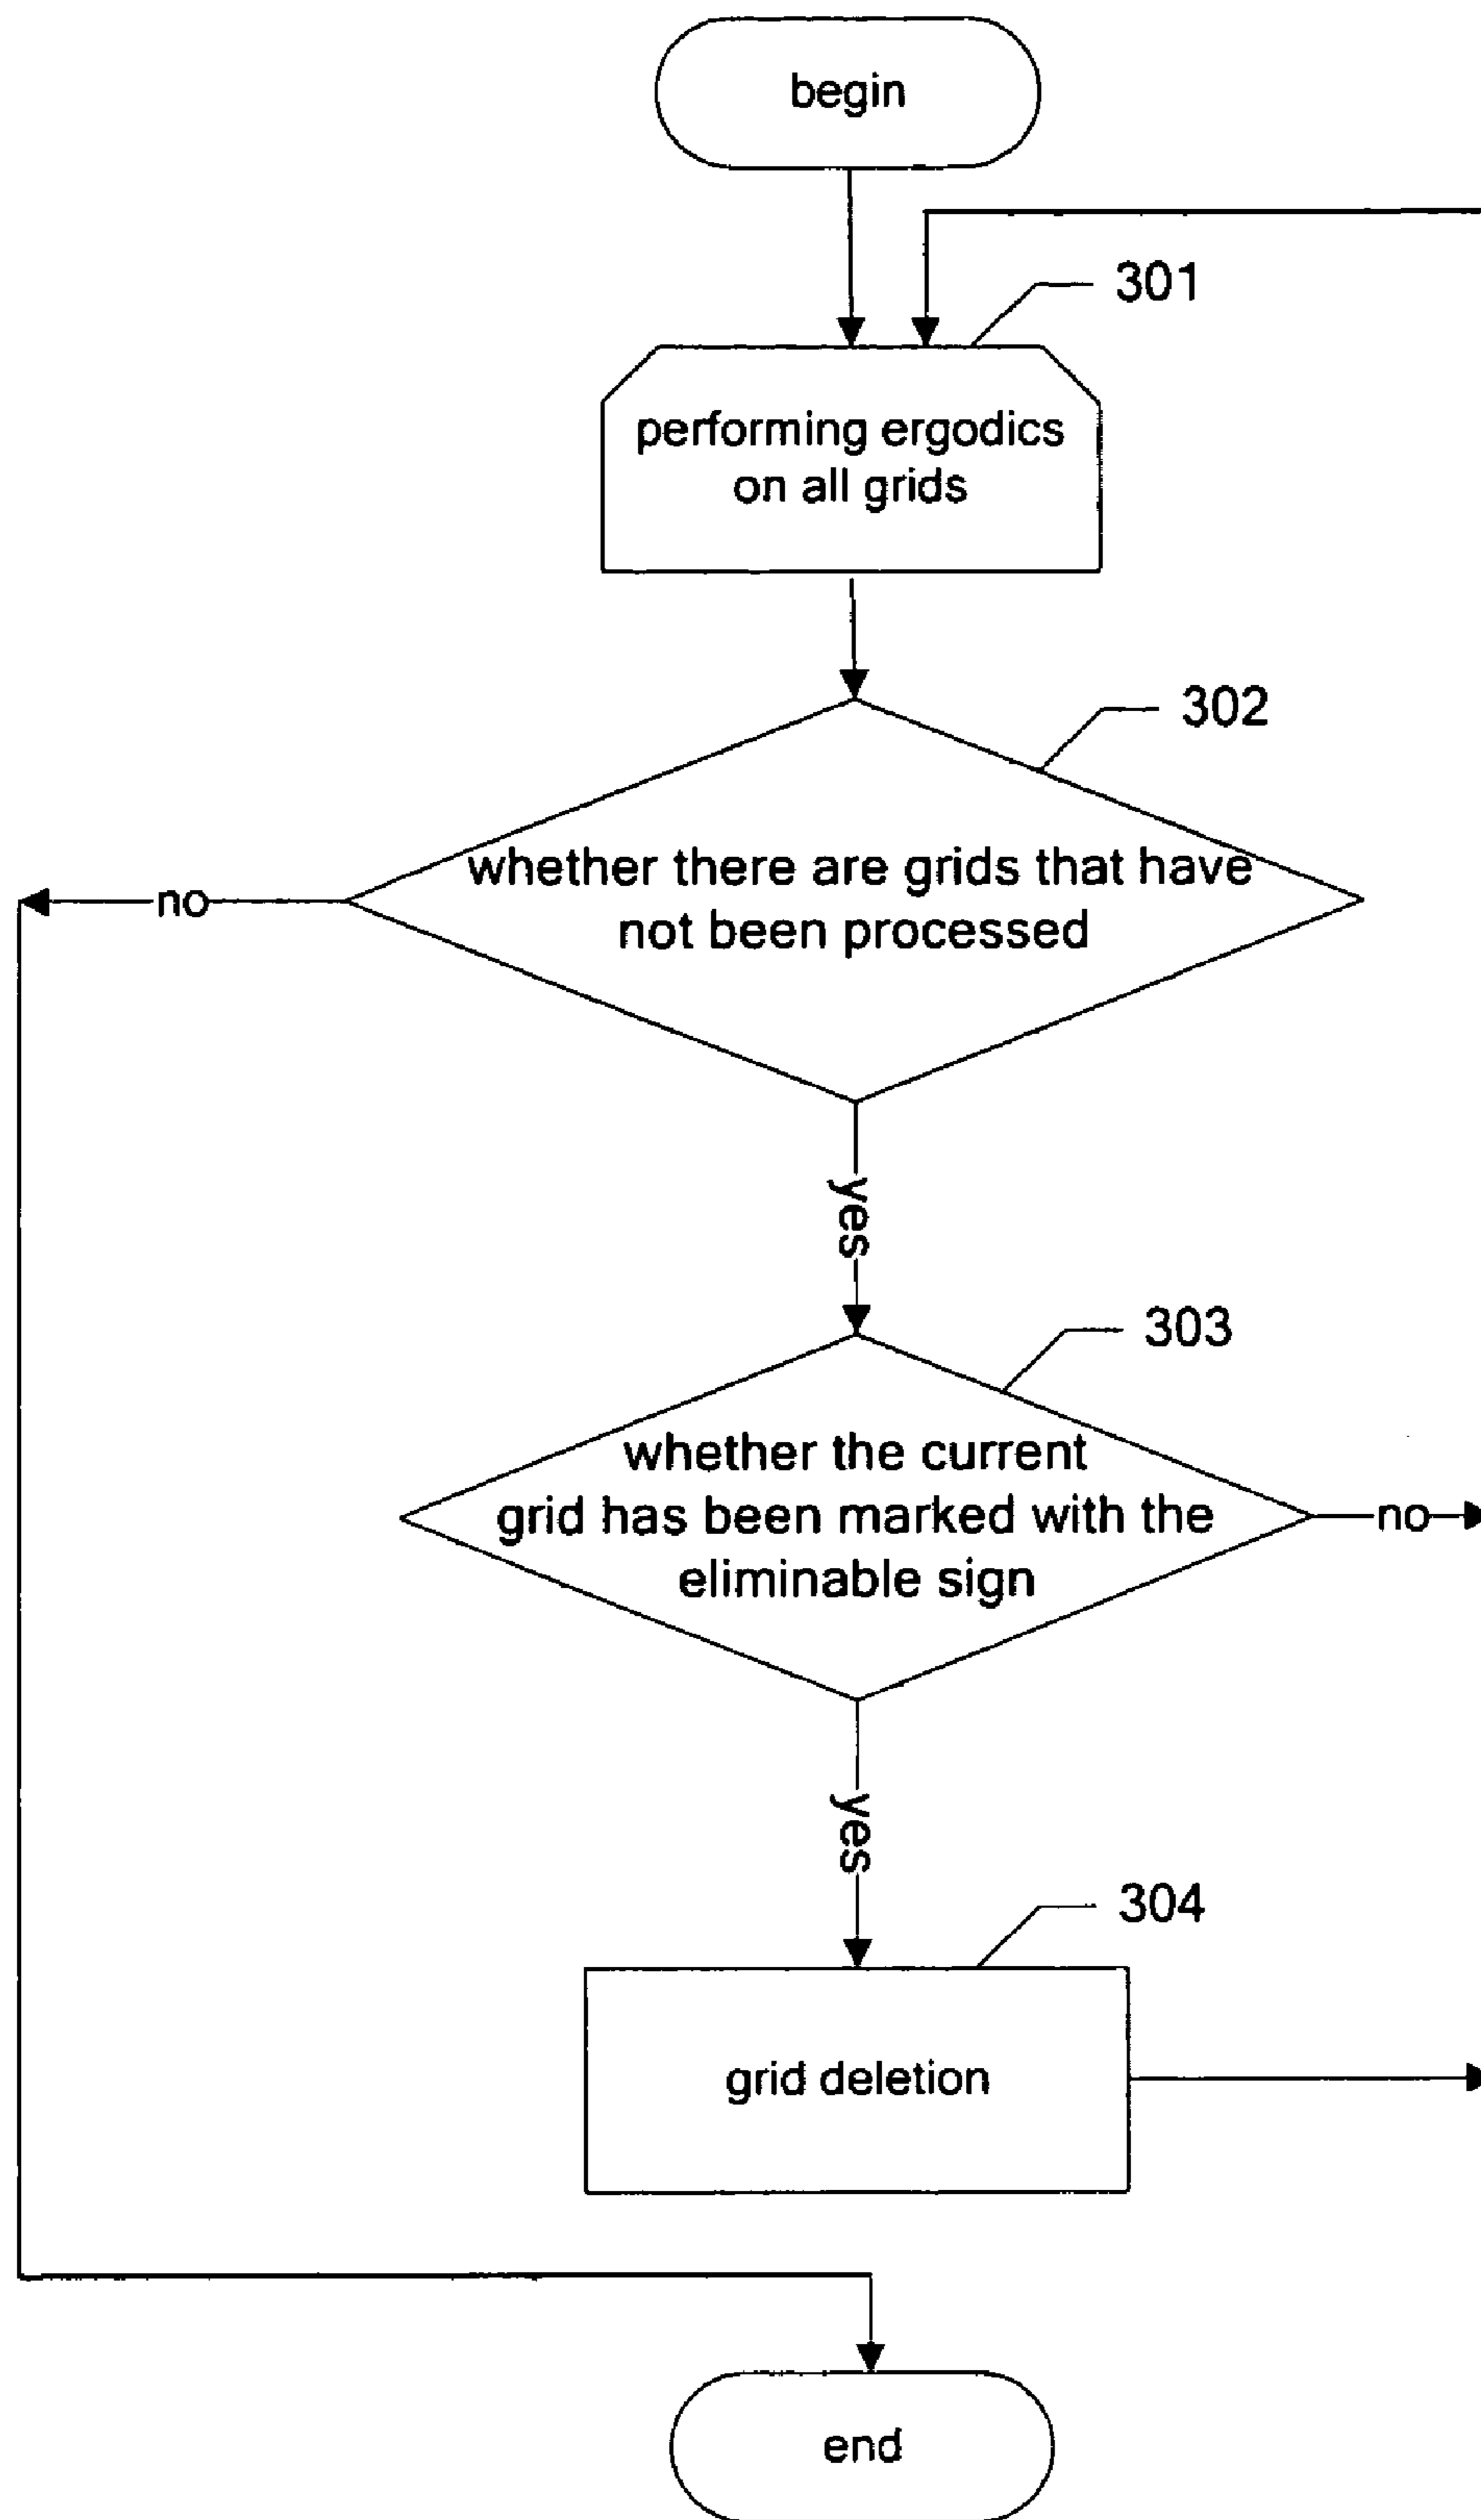 begin
301
performing ergodics
on all grids
302
whether there are grids that have
not been processed
no
yes
303
whether the current
grid has been marked with the
eliminable sign
no
yes
304
grid deletion
end